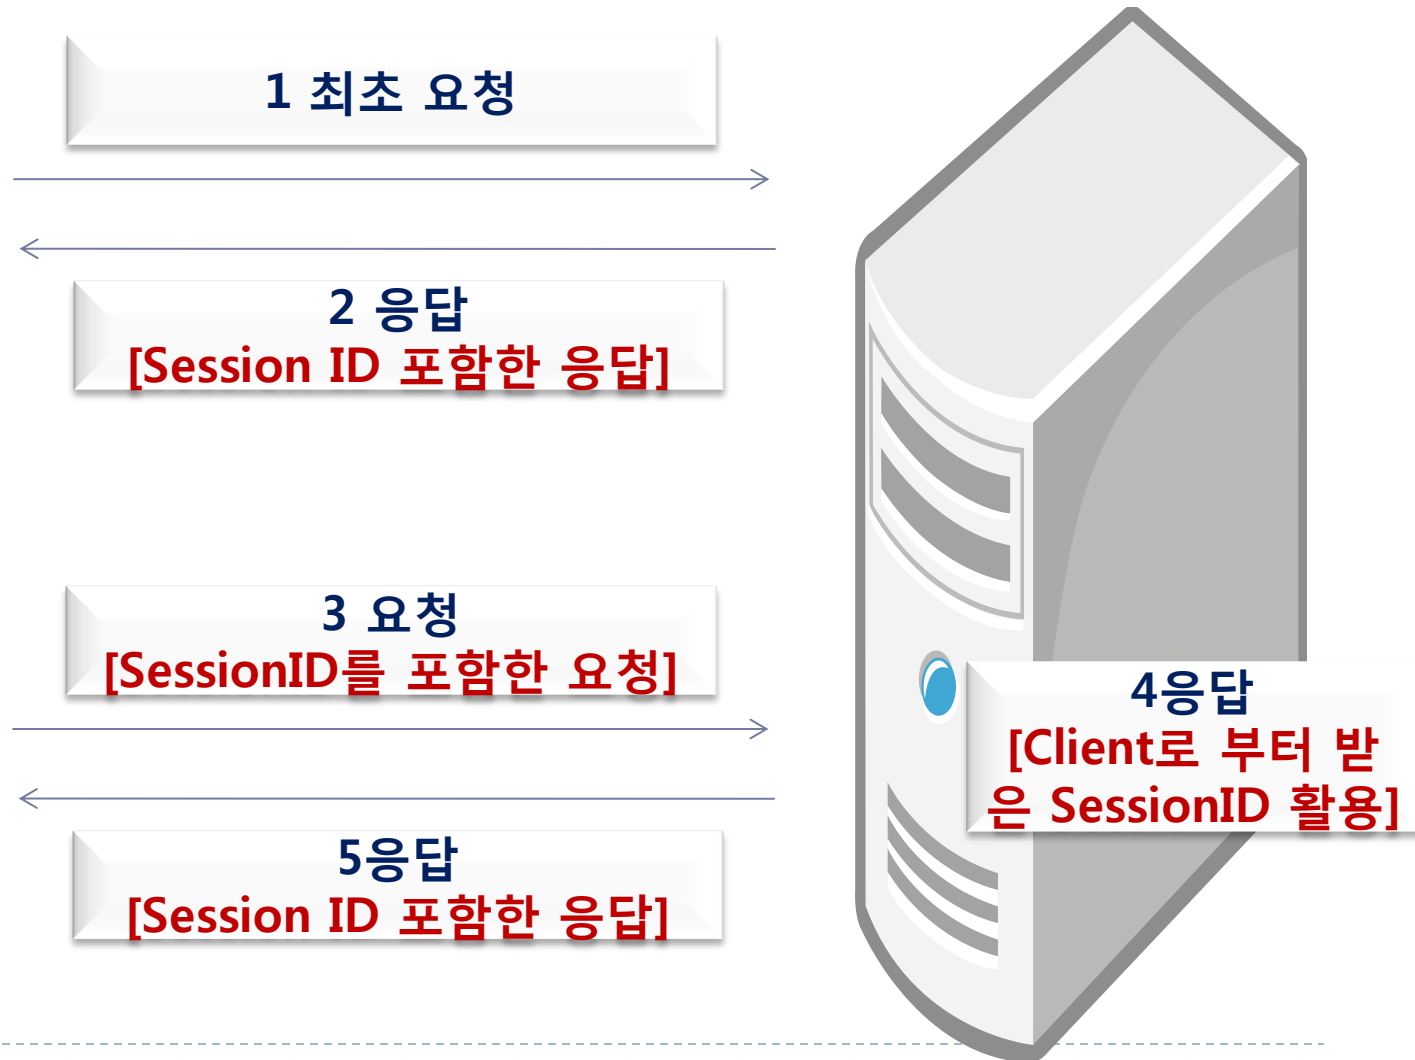 1 최초 요청
2 응답
[Session ID 포함한 응답]
3 요청
[SessionID를 포함한 요청]
4응답
[Client로 부터 받
은 SessionID 활용]
5응답
[Session ID 포함한 응답]